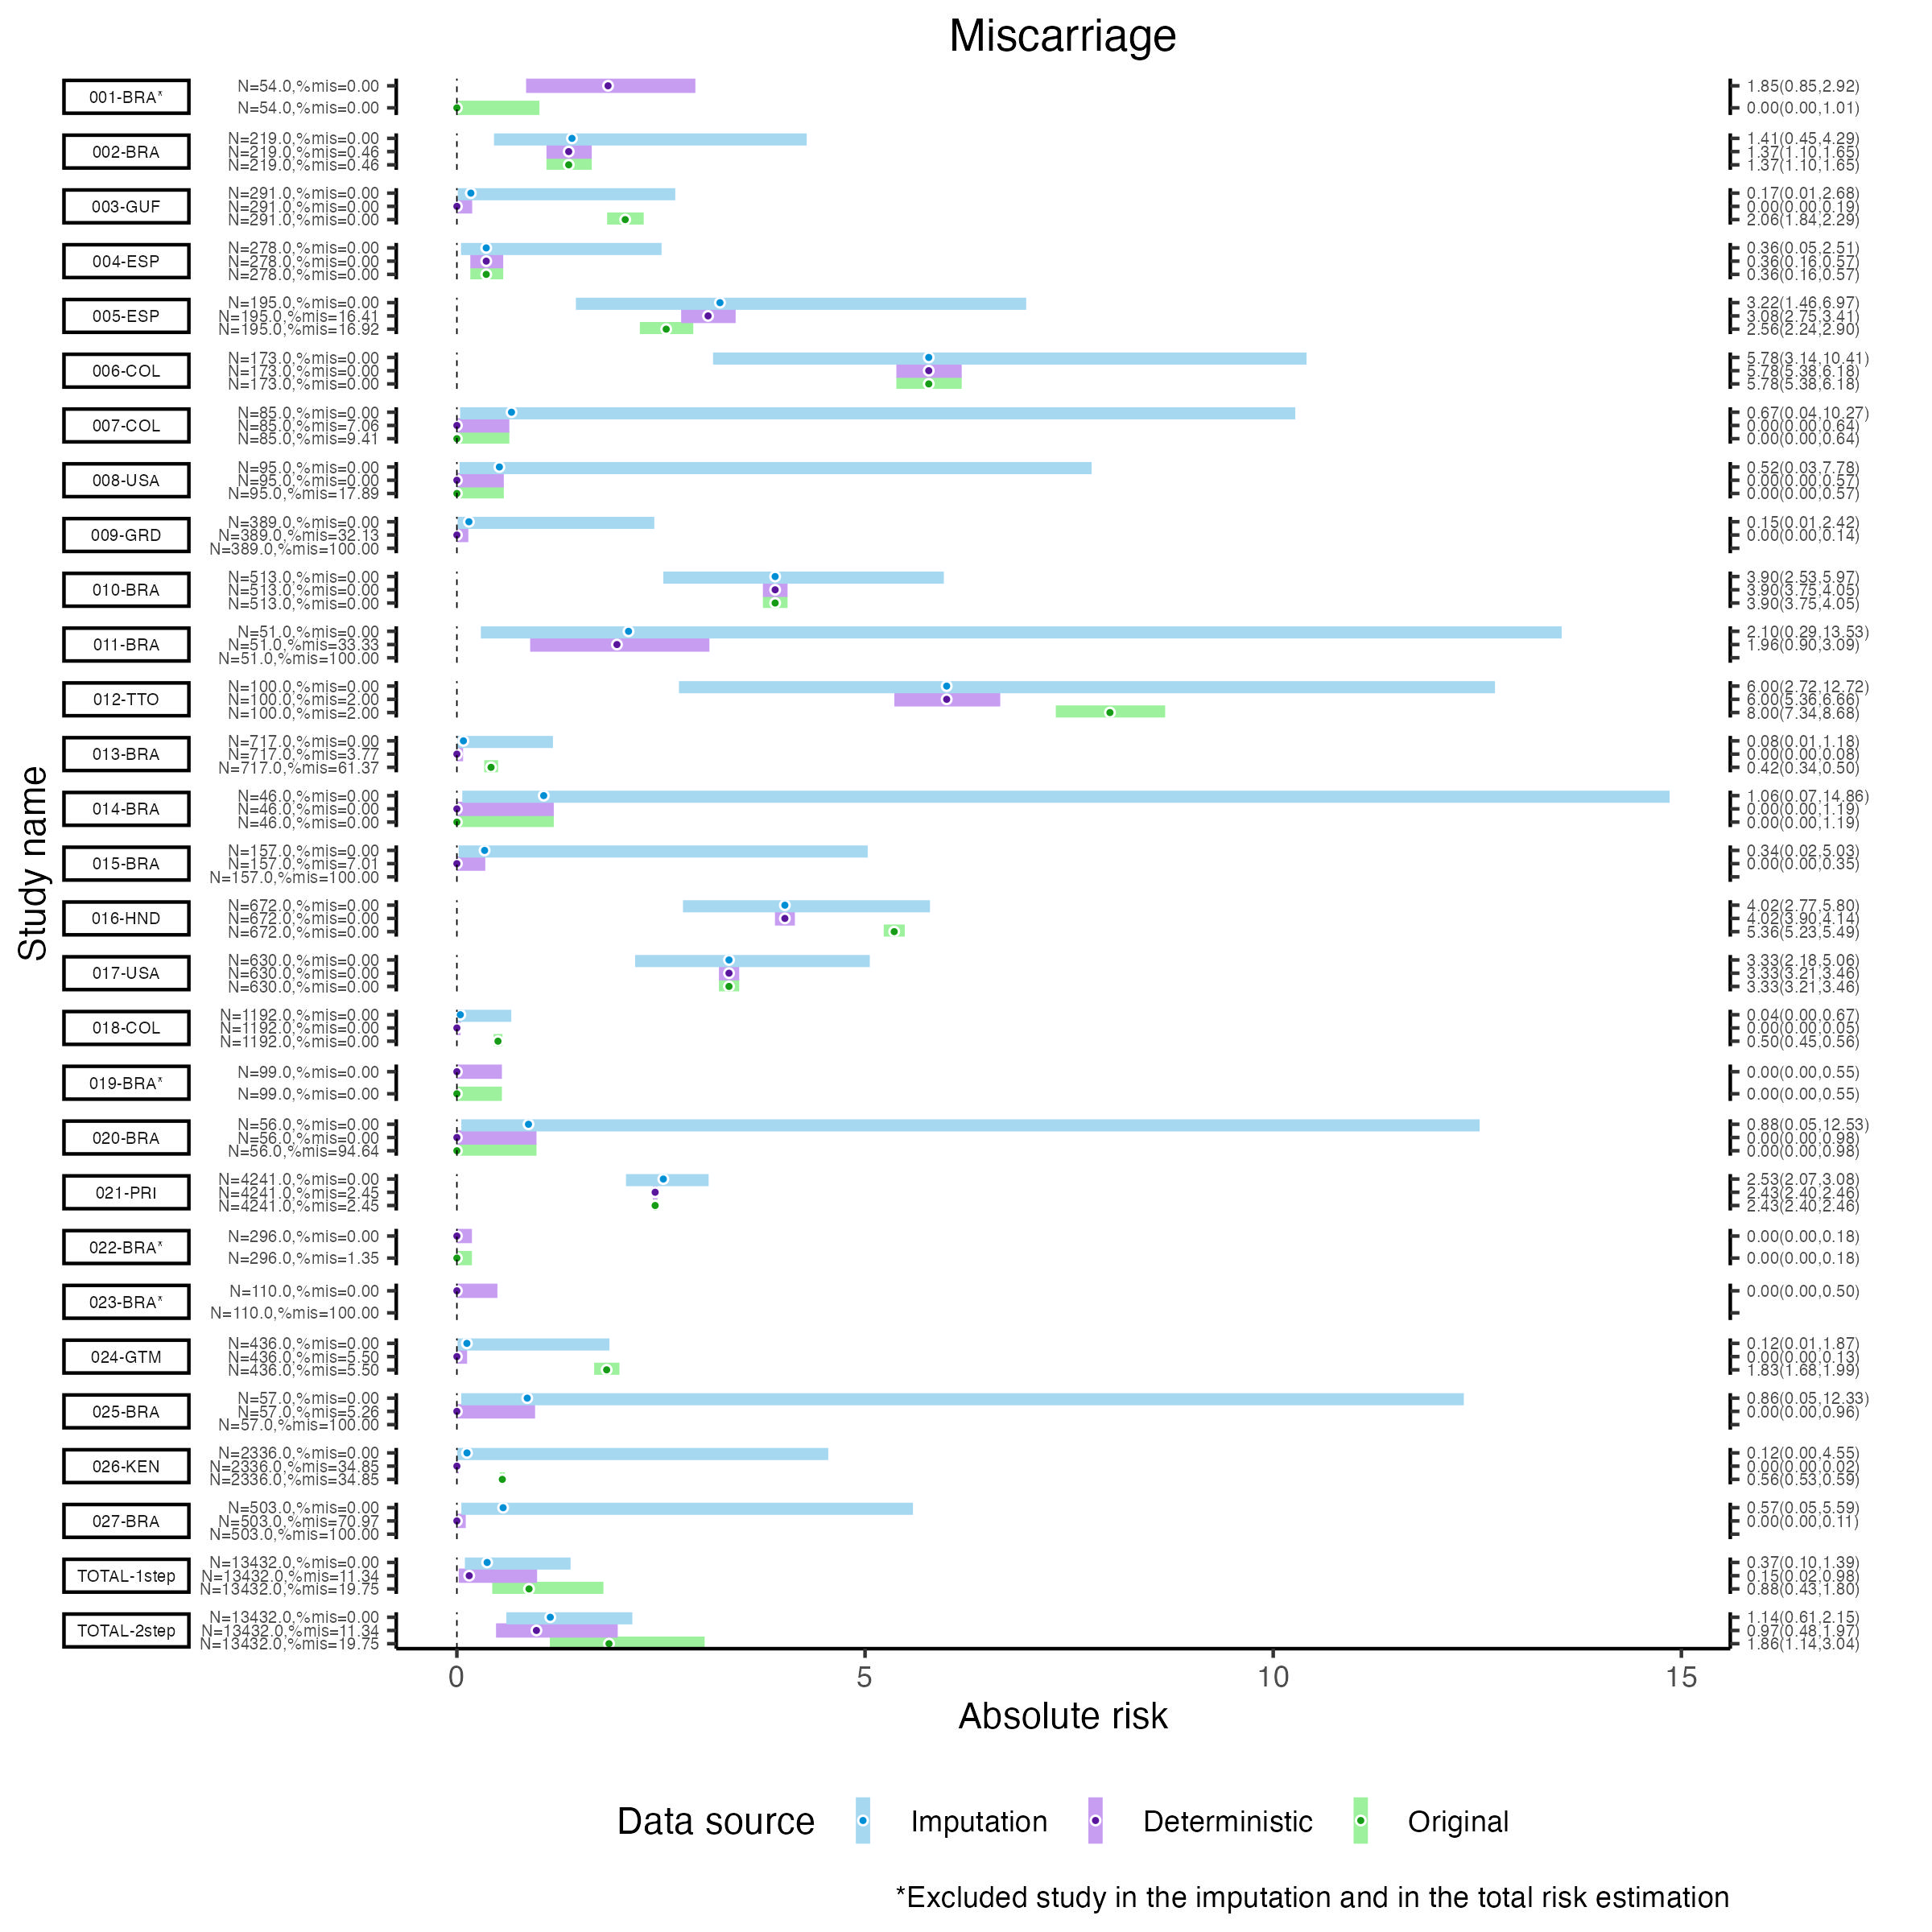 Miscarriage
Study name
001-BRA*
N=54.0,%mis=0.00 1.85(0.85,2.92)
N=54.0,%mis=0.00 0.00(0.00,1.01)
002-BRA
N=219.0,%mis=0.00 1.41(0.45,4.29)
N=219.0,%mis=0.46 1.37(1.10,1.65)
N=219.0,%mis=0.46 1.37(1.10,1.65)
003-GUF
N=291.0,%mis=0.00 0.17(0.01,2.68)
N=291.0,%mis=0.00 0.00(0.00,0.19)
N=291.0,%mis=0.00 2.06(1.84,2.29)
004-ESP
N=278.0,%mis=0.00 0.36(0.05,2.51)
N=278.0,%mis=0.00 0.36(0.16,0.57)
N=278.0,%mis=0.00 0.36(0.16,0.57)
005-ESP
N=195.0,%mis=0.00 3.22(1.46,6.97)
N=195.0,%mis=16.41 3.08(2.75,3.41)
N=195.0,%mis=16.92 2.56(2.24,2.90)
006-COL
N=173.0,%mis=0.00 5.78(3.14,10.41)
N=173.0,%mis=0.00 5.78(5.38,6.18)
N=173.0,%mis=0.00 5.78(5.38,6.18)
007-COL
N=85.0,%mis=0.00 0.67(0.04,10.27)
N=85.0,%mis=7.06 0.00(0.00,0.64)
N=85.0,%mis=9.41 0.00(0.00,0.64)
008-USA
N=95.0,%mis=0.00 0.52(0.03,7.78)
N=95.0,%mis=0.00 0.00(0.00,0.57)
N=95.0,%mis=17.89 0.00(0.00,0.57)
009-GRD
N=389.0,%mis=0.00 0.15(0.01,2.42)
N=389.0,%mis=32.13 0.00(0.00,0.14)
N=389.0,%mis=100.00
010-BRA
N=513.0,%mis=0.00 3.90(2.53,5.97)
N=513.0,%mis=0.00 3.90(3.75,4.05)
N=513.0,%mis=0.00 3.90(3.75,4.05)
011-BRA
N=51.0,%mis=0.00 2.10(0.29,13.53)
N=51.0,%mis=33.33 1.96(0.90,3.09)
N=51.0,%mis=100.00
012-TTO
N=100.0,%mis=0.00 6.00(2.72,12.72)
N=100.0,%mis=2.00 6.00(5.36,6.66)
N=100.0,%mis=2.00 8.00(7.34,8.68)
013-BRA
N=717.0,%mis=0.00 0.08(0.01,1.18)
N=717.0,%mis=3.77 0.00(0.00,0.08)
N=717.0,%mis=61.37 0.42(0.34,0.50)
014-BRA
N=46.0,%mis=0.00 1.06(0.07,14.86)
N=46.0,%mis=0.00 0.00(0.00,1.19)
N=46.0,%mis=0.00 0.00(0.00,1.19)
015-BRA
N=157.0,%mis=0.00 0.34(0.02,5.03)
N=157.0,%mis=7.01 0.00(0.00,0.35)
N=157.0,%mis=100.00
016-HND
N=672.0,%mis=0.00 4.02(2.77,5.80)
N=672.0,%mis=0.00 4.02(3.90,4.14)
N=672.0,%mis=0.00 5.36(5.23,5.49)
017-USA
N=630.0,%mis=0.00 3.33(2.18,5.06)
N=630.0,%mis=0.00 3.33(3.21,3.46)
N=630.0,%mis=0.00 3.33(3.21,3.46)
018-COL
N=1192.0,%mis=0.00 0.04(0.00,0.67)
N=1192.0,%mis=0.00 0.00(0.00,0.05)
N=1192.0,%mis=0.00 0.50(0.45,0.56)
019-BRA*
N=99.0,%mis=0.00 0.00(0.00,0.55)
N=99.0,%mis=0.00 0.00(0.00,0.55)
020-BRA
N=56.0,%mis=0.00 0.88(0.05,12.53)
N=56.0,%mis=0.00 0.00(0.00,0.98)
N=56.0,%mis=94.64 0.00(0.00,0.98)
021-PRI
N=4241.0,%mis=0.00 2.53(2.07,3.08)
N=4241.0,%mis=2.45 2.43(2.40,2.46)
N=4241.0,%mis=2.45 2.43(2.40,2.46)
022-BRA*
N=296.0,%mis=0.00 0.00(0.00,0.18)
N=296.0,%mis=1.35 0.00(0.00,0.18)
023-BRA*
N=110.0,%mis=0.00 0.00(0.00,0.50)
N=110.0,%mis=100.00
024-GTM
N=436.0,%mis=0.00 0.12(0.01,1.87)
N=436.0,%mis=5.50 0.00(0.00,0.13)
N=436.0,%mis=5.50 1.83(1.68,1.99)
025-BRA
N=57.0,%mis=0.00 0.86(0.05,12.33)
N=57.0,%mis=5.26 0.00(0.00,0.96)
N=57.0,%mis=100.00
026-KEN
N=2336.0,%mis=0.00 0.12(0.00,4.55)
N=2336.0,%mis=34.85 0.00(0.00,0.02)
N=2336.0,%mis=34.85 0.56(0.53,0.59)
027-BRA
N=503.0,%mis=0.00 0.57(0.05,5.59)
N=503.0,%mis=70.97 0.00(0.00,0.11)
N=503.0,%mis=100.00
TOTAL-1step
N=13432.0,%mis=0.00 0.37(0.10,1.39)
N=13432.0,%mis=11.34 0.15(0.02,0.98)
N=13432.0,%mis=19.75 0.88(0.43,1.80)
TOTAL-2step
N=13432.0,%mis=0.00 1.14(0.61,2.15)
N=13432.0,%mis=11.34 0.97(0.48,1.97)
N=13432.0,%mis=19.75 1.86(1.14,3.04)
0 5 10 15
Absolute risk
Data source Imputation Deterministic Original
*Excluded study in the imputation and in the total risk estimation